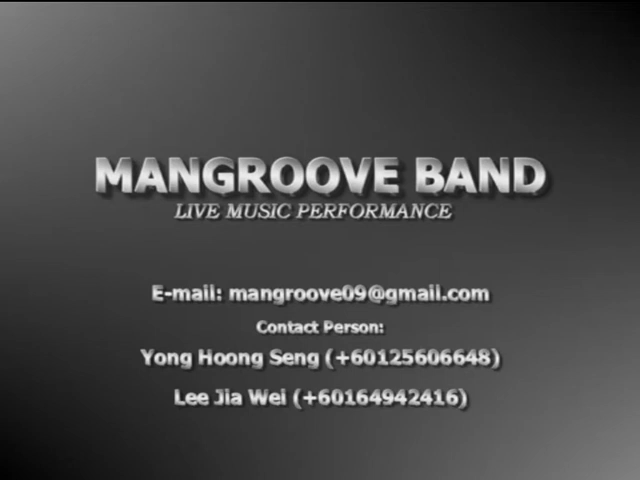 MANGROOVE BAND
LIVE MUSIC PERFORMANCE
E-mail: mangroove09@gmail.com
Contact Person:
Yong Hoong Seng (+60125606648)
Lee Jia Wei (+60164942416)